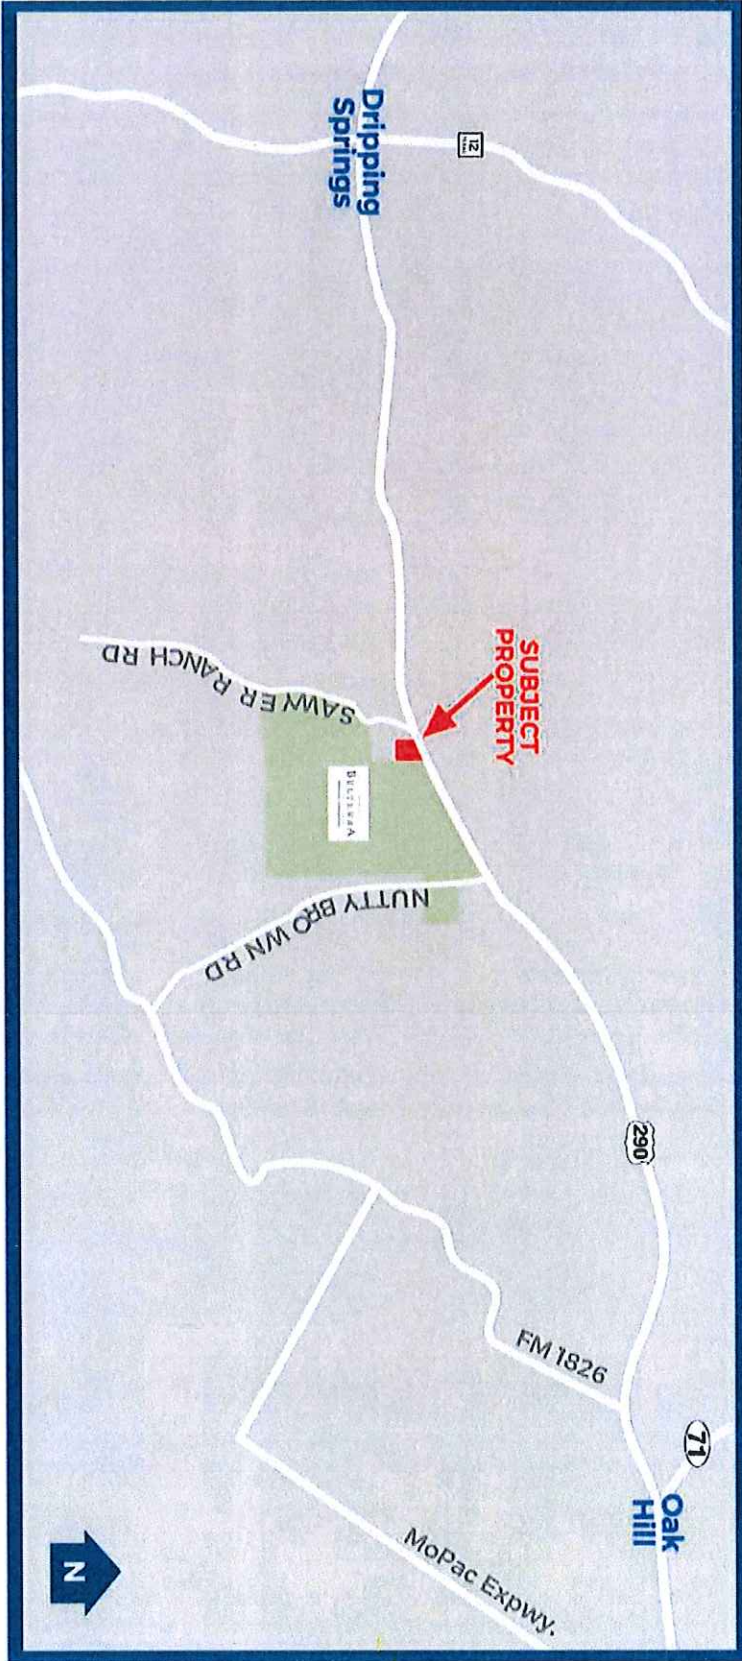 12
Dripping
Springs
SUBJECT
PROPERTY
SAWYER RANCH RD
BELTERRA
NUTTY BROWN RD
290
FM 1826
71
Oak
Hill
MoPac Expwy.
N